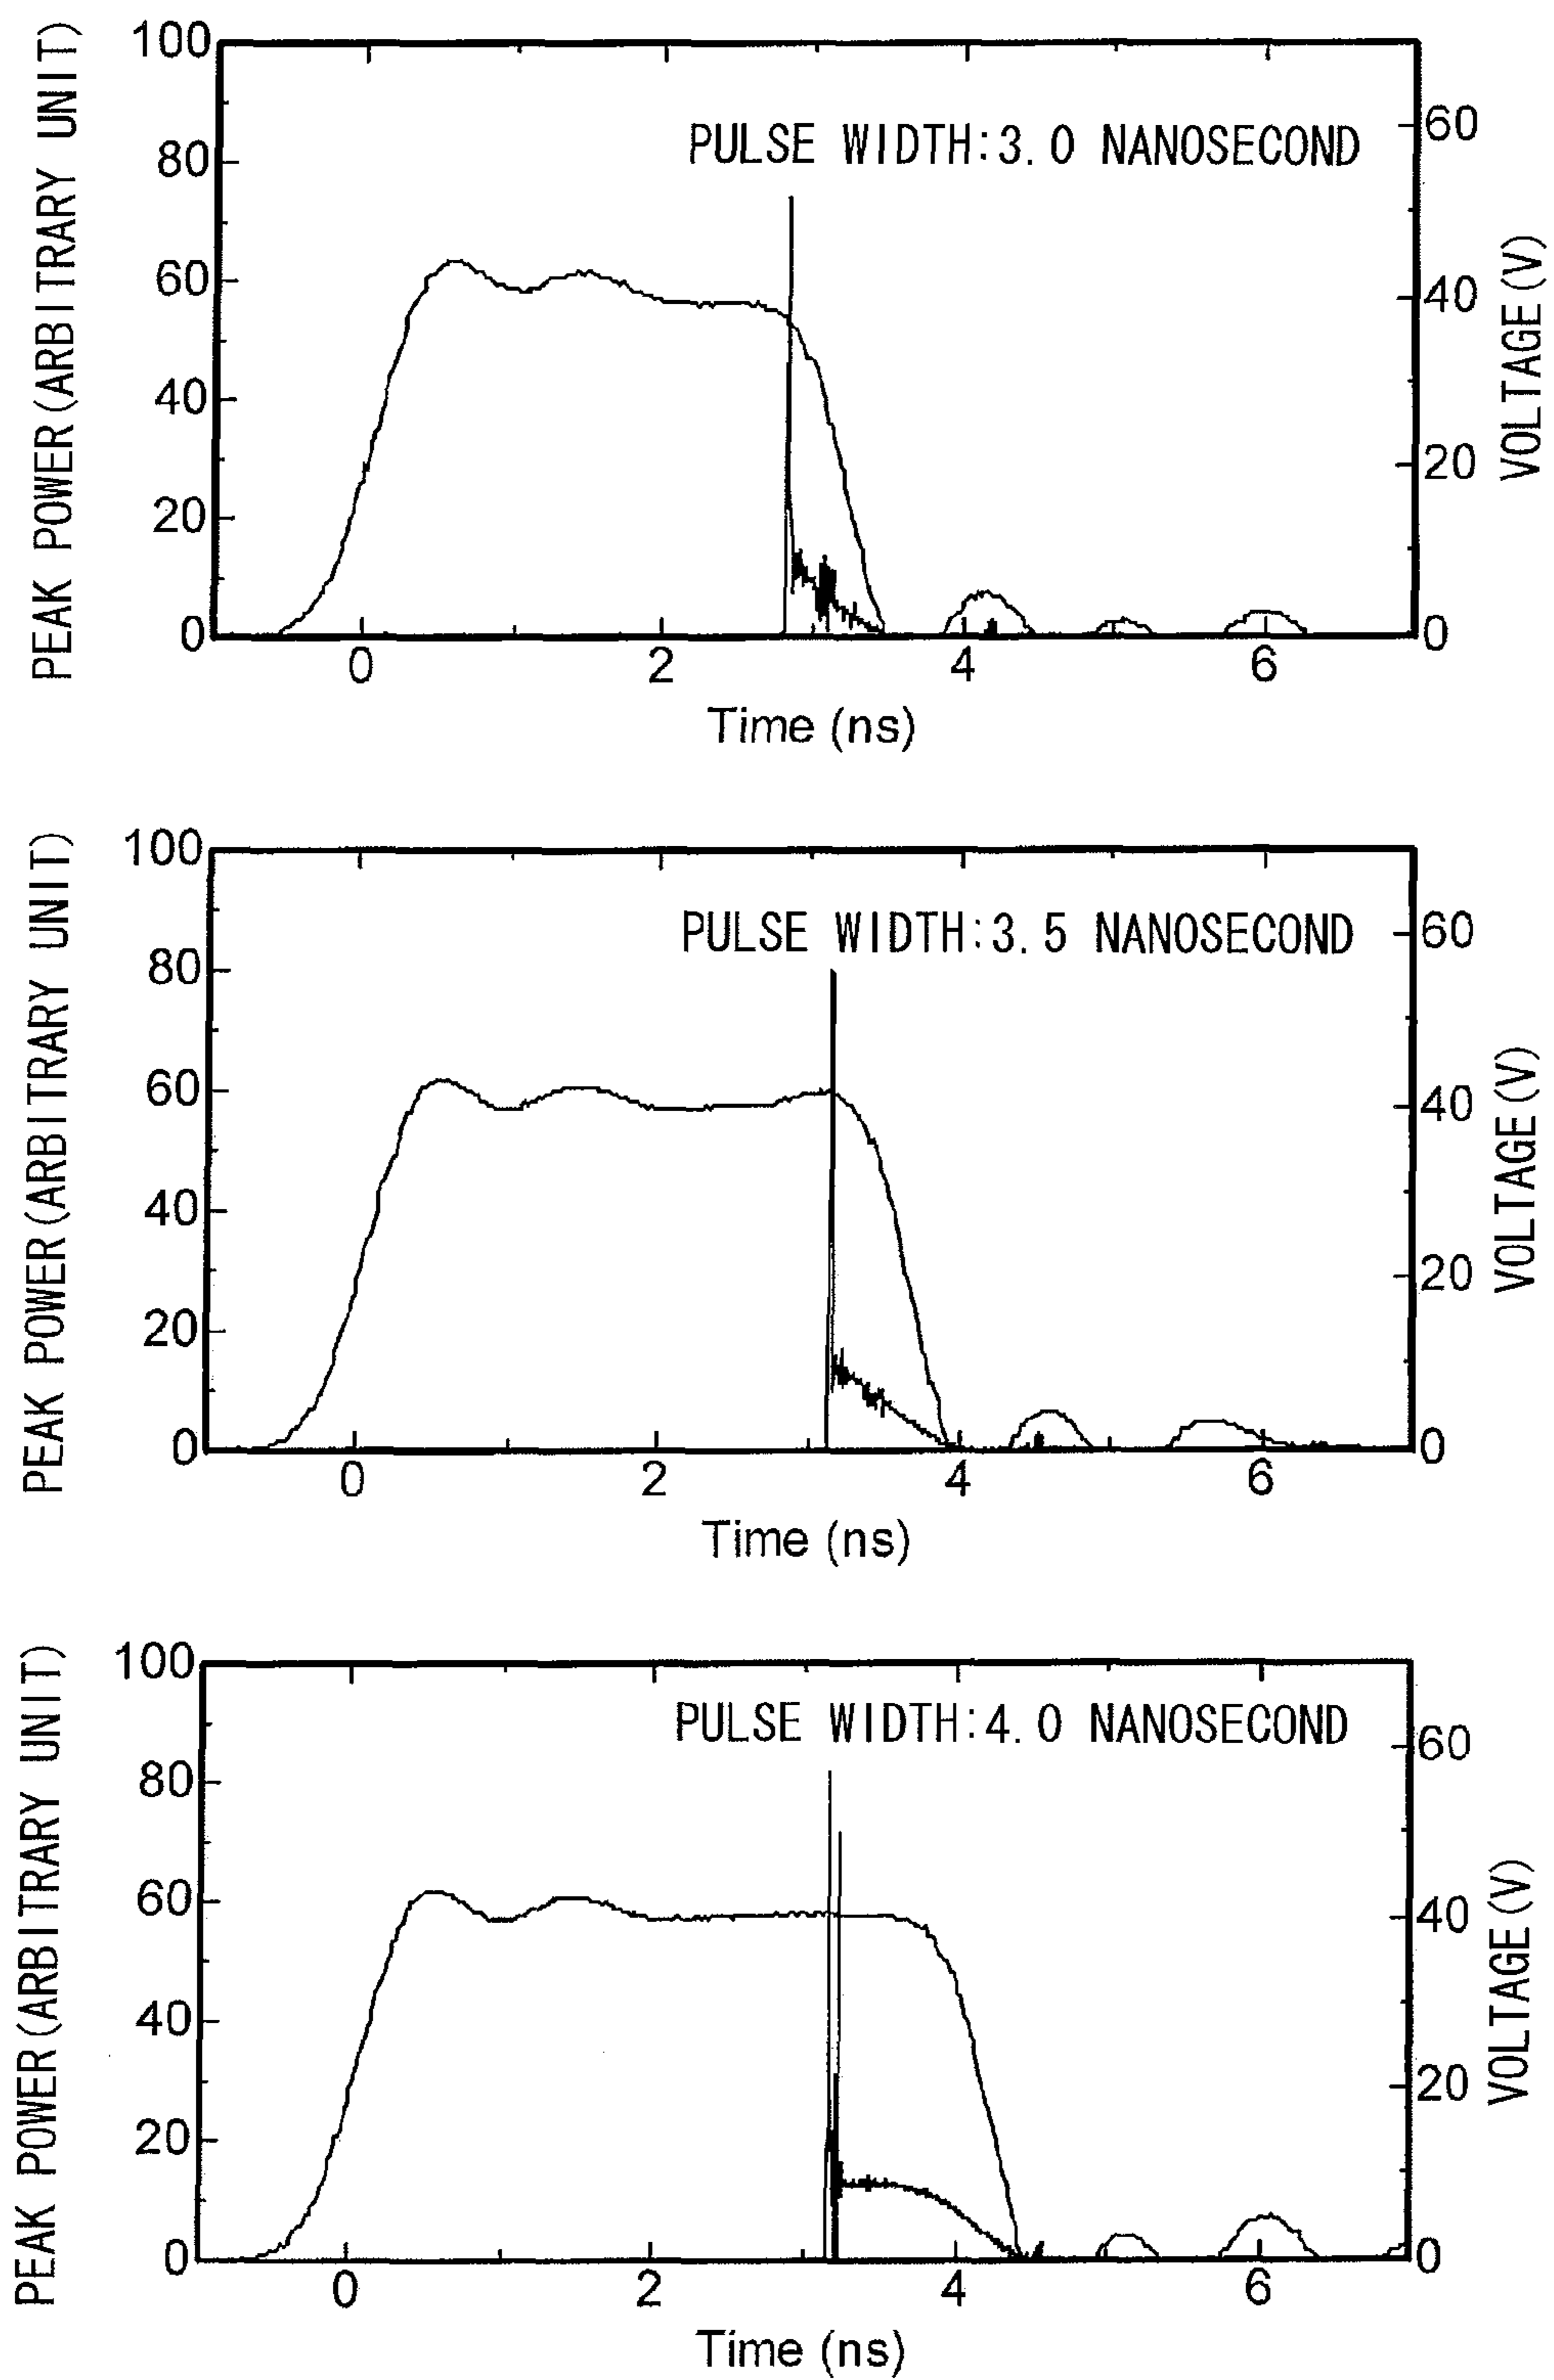 PEAK POWER(ARBITRARY UNIT)
100
80
60
40
20
0
PULSE WIDTH:3.0 NANOSECOND
60
40
20
0
VOLTAGE(V)
0 2 4 6
Time (ns)
PEAK POWER(ARBITRARY UNIT)
100
80
60
40
20
0
PULSE WIDTH:3.5 NANOSECOND
60
40
20
0
VOLTAGE(V)
0 2 4 6
Time (ns)
PEAK POWER(ARBITRARY UNIT)
100
80
60
40
20
0
PULSE WIDTH:4.0 NANOSECOND
60
40
20
0
VOLTAGE(V)
0 2 4 6
Time (ns)